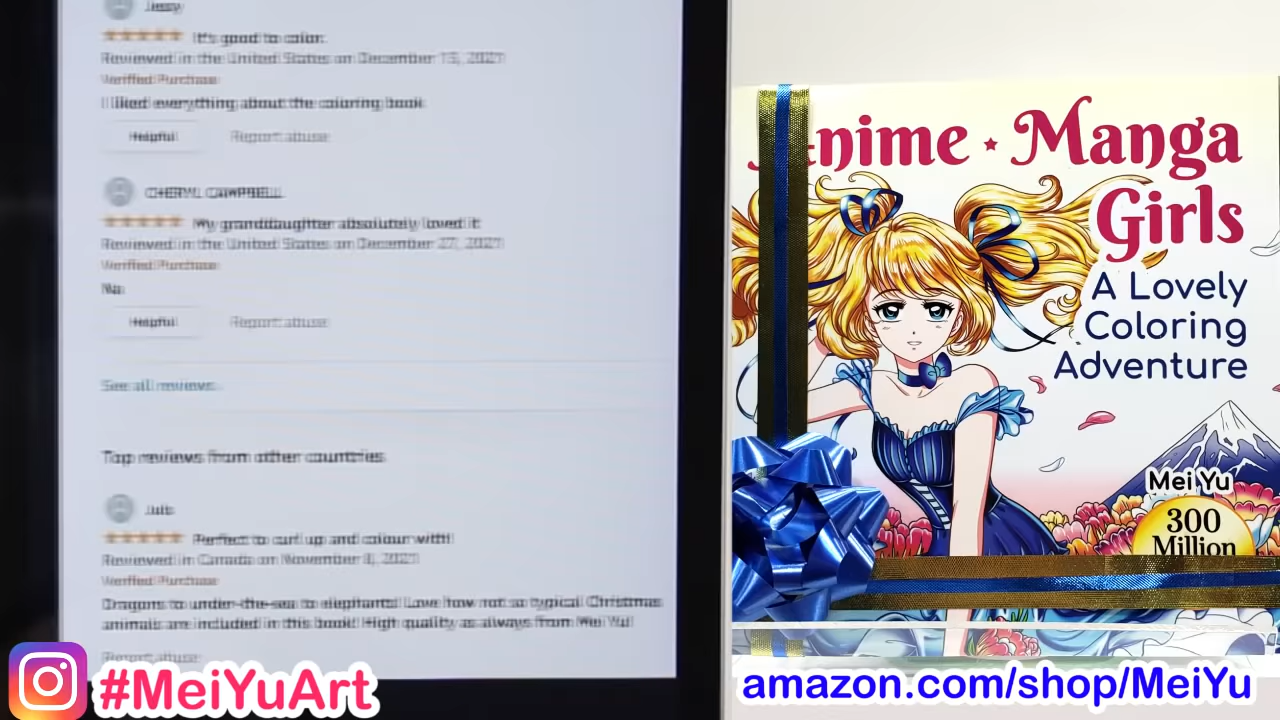 Jessy
It's good to color.
Reviewed in the United States on December 13, 2021
Verified Purchase
I liked everything about the coloring book
Helpful
Report abuse
CHERYL CAMPBELL
My granddaughter absolutely loved it
Reviewed in the United States on December 27, 2021
Verified Purchase
Helpful
Report abuse
See all reviews
Top reviews from other countries
Perfect to curl up and colour with!
Reviewed in Canada on November 8, 2021
Verified Purchase
Dragons to under-the-sea to elephants! Love how not so typical Christmas
animals are included in this book! High quality as always from Mei Yu!
Report abuse
#MeiYuArt
Anime ★ Manga
Girls
A Lovely
Coloring
Adventure
Mei Yu
300
Million
amazon.com/shop/MeiYu